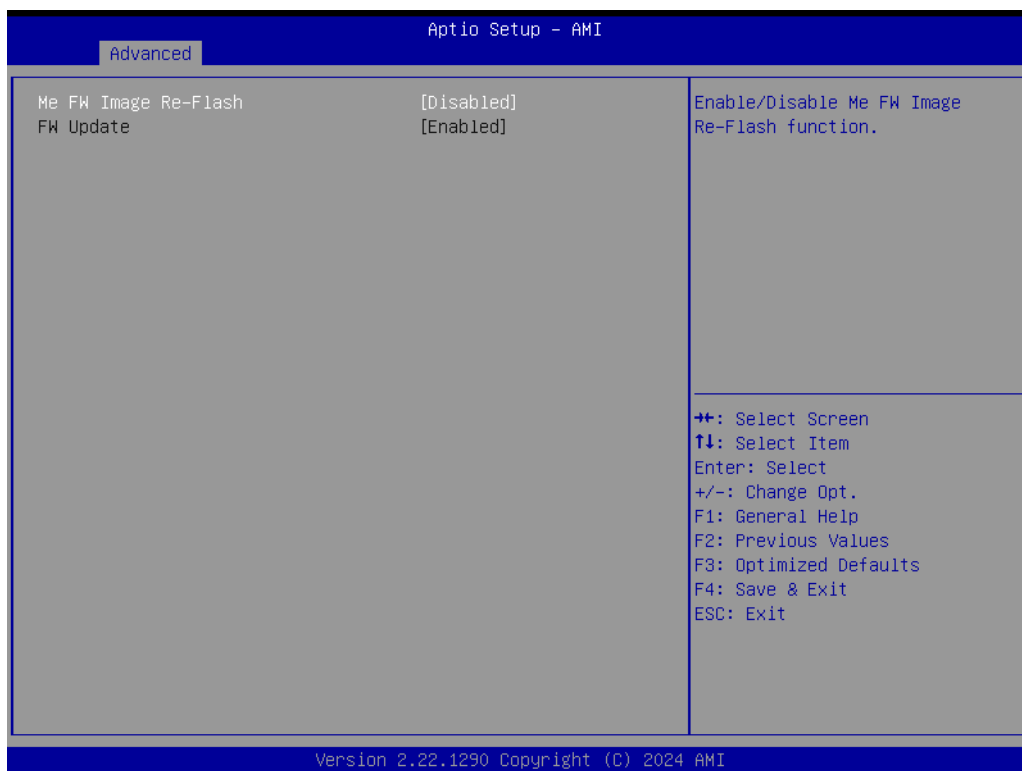 Aptio Setup – AMI
Advanced
Me FW Image Re–Flash [Disabled]
FW Update [Enabled]
Enable/Disable Me FW Image
Re–Flash function.
→←: Select Screen
↑↓: Select Item
Enter: Select
+/–: Change Opt.
F1: General Help
F2: Previous Values
F3: Optimized Defaults
F4: Save & Exit
ESC: Exit
Version 2.22.1290 Copyright (C) 2024 AMI